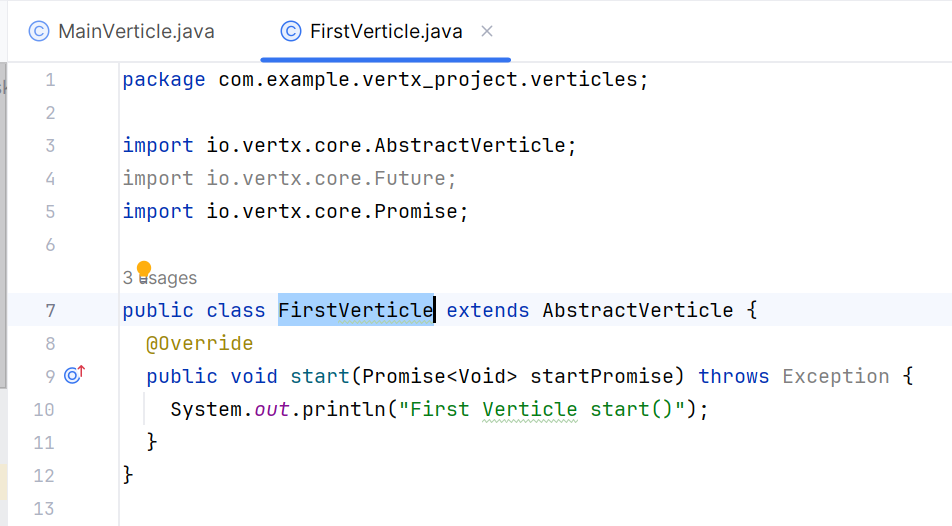 MainVerticle.java
FirstVerticle.java
1 package com.example.vertx_project.verticles;
2
3 import io.vertx.core.AbstractVerticle;
4 import io.vertx.core.Future;
5 import io.vertx.core.Promise;
6
3 usages
7 public class FirstVerticle extends AbstractVerticle {
8 @Override
9 public void start(Promise<Void> startPromise) throws Exception {
10 System.out.println("First Verticle start()");
11 }
12 }
13